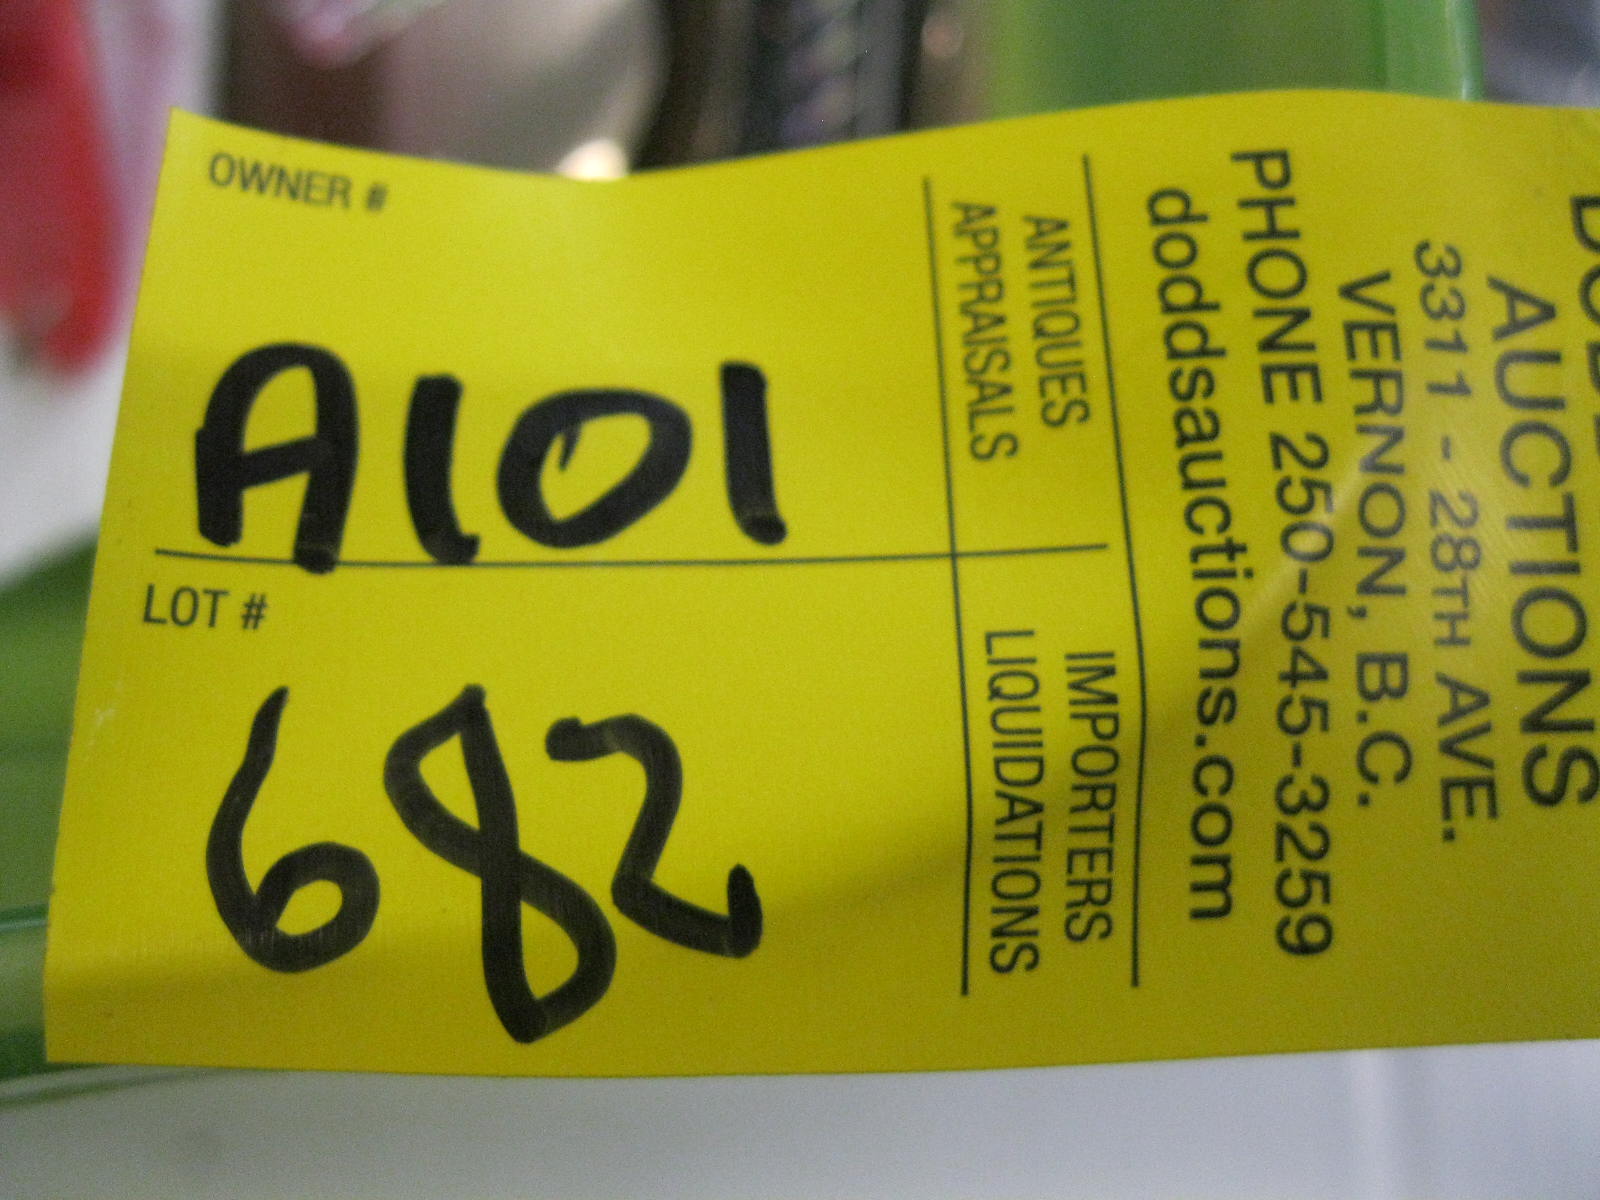 OWNER #
A101
LOT #
682
ANTIQUES
APPRAISALS
IMPORTERS
LIQUIDATIONS
AUCTIONS
3311 - 28TH AVE.
VERNON, B.C.
PHONE 250-545-3259
doddsauctions.com